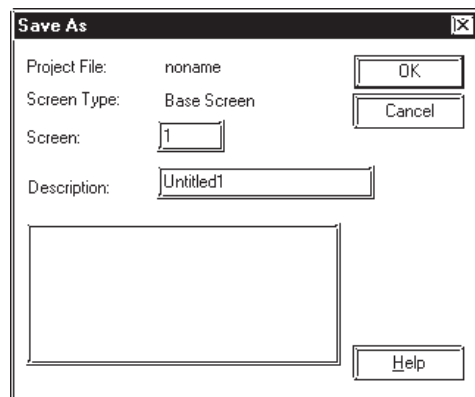 Save As
Project File: noname
OK
Screen Type: Base Screen
Cancel
Screen: 1
Description: Untitled1
Help